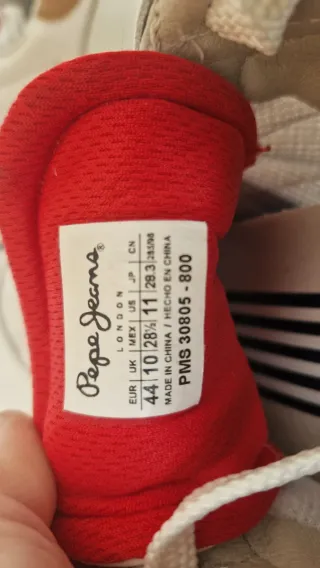 Pepe Jeans®
LONDON
EUR | UK | MEX | US | JP | CN
44 | 10 | 28½ | 11 | 28.3 | 285/98
MADE IN CHINA / HECHO EN CHINA
PMS 30805 - 800